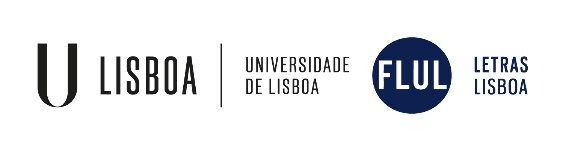 U LISBOA
UNIVERSIDADE
DE LISBOA
FLUL
LETRAS
LISBOA